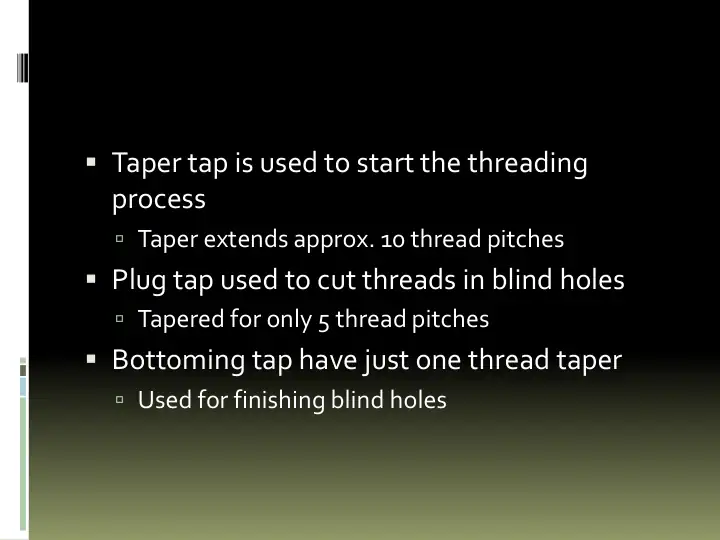 ▪ Taper tap is used to start the threading
process
▫ Taper extends approx. 10 thread pitches
▪ Plug tap used to cut threads in blind holes
▫ Tapered for only 5 thread pitches
▪ Bottoming tap have just one thread taper
▫ Used for finishing blind holes